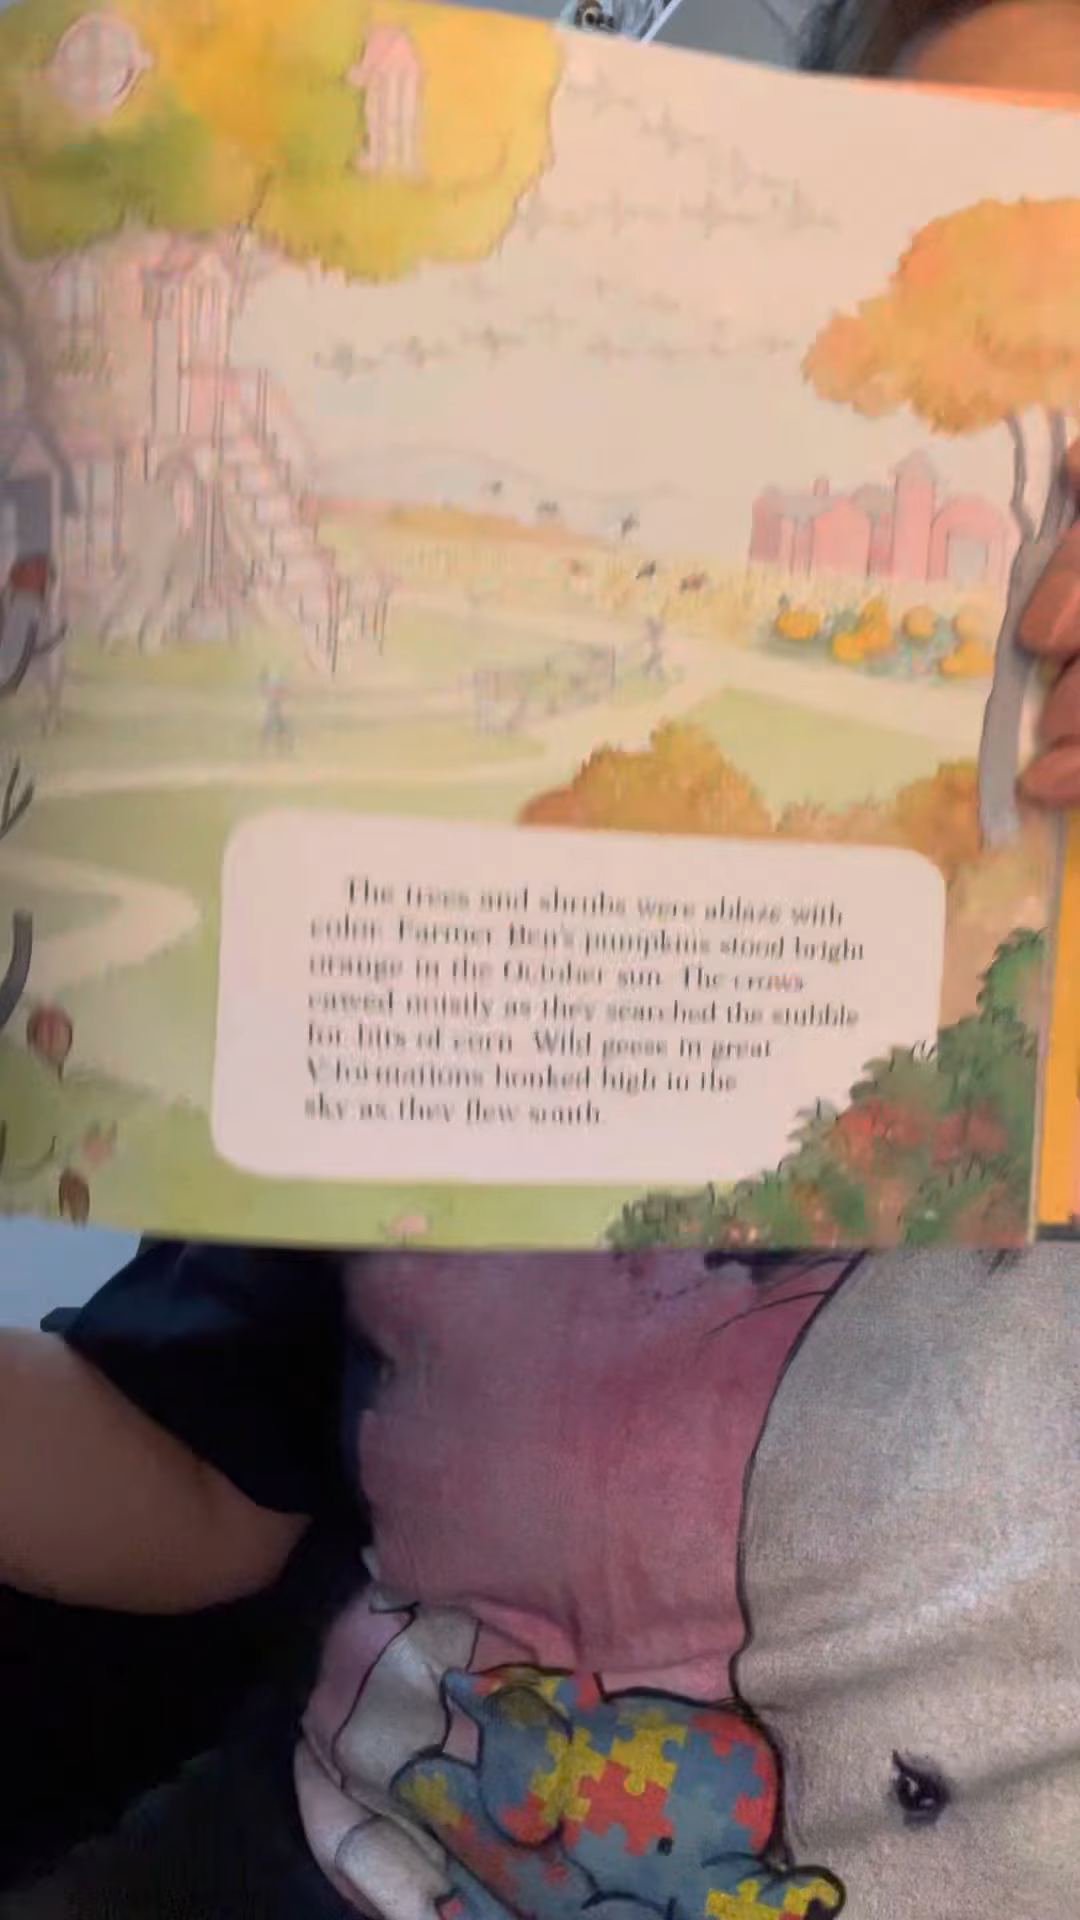 The trees and shrubs were ablaze with
color. Farmer Ben's pumpkins stood bright
orange in the October sun. The crows
cawed noisily as they searched the stubble
for bits of corn. Wild geese in great
V-formations honked high in the
sky as they flew south.